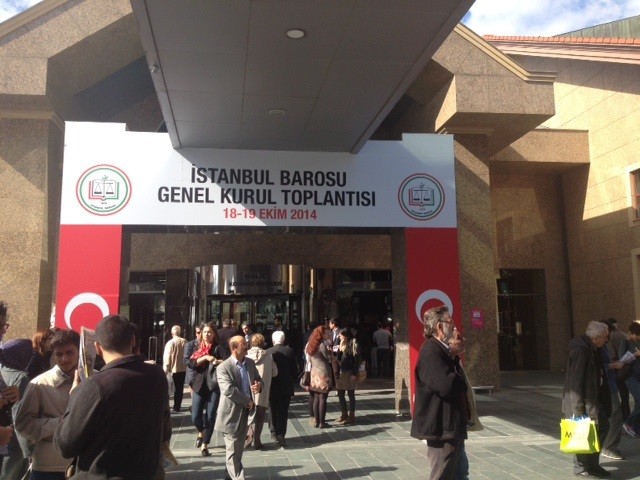 İSTANBUL BAROSU
GENEL KURUL TOPLANTISI
18-19 EKİM 2014